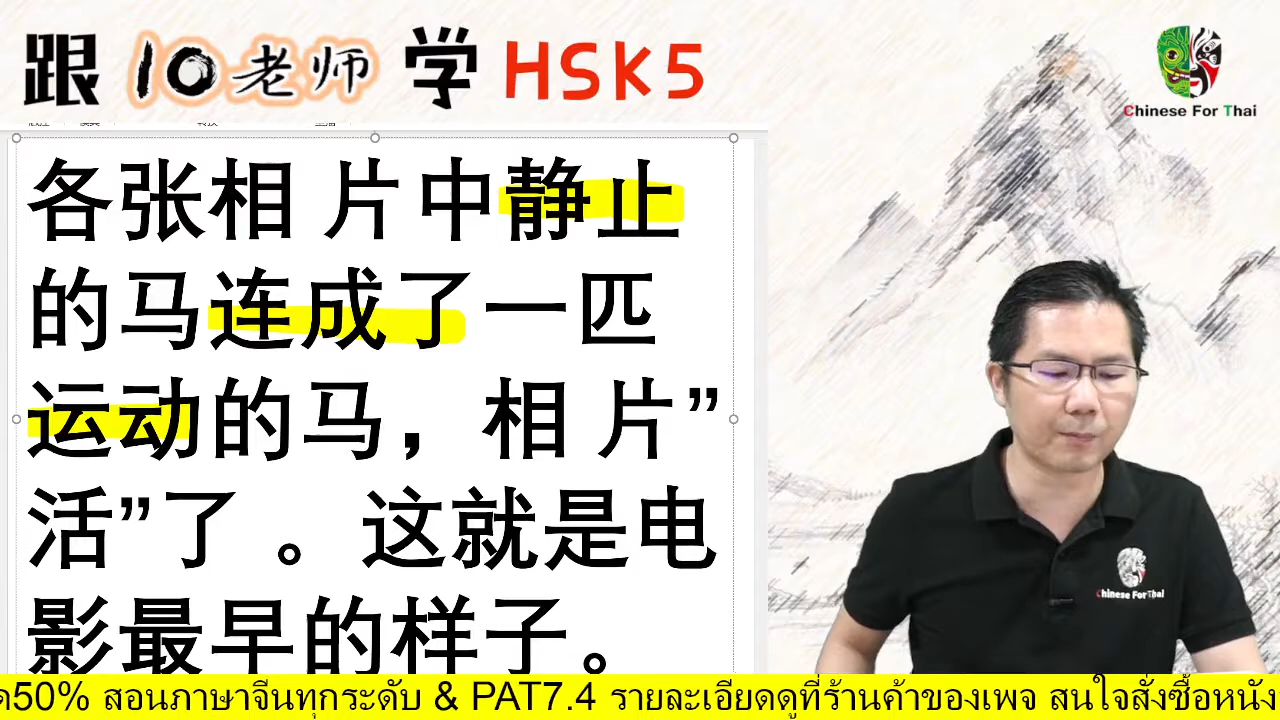 跟10老师学HSK5
Chinese For Thai
各张相 片中静止
的马连成了一匹
运动的马，相 片”
活”了 。这就是电
影最早的样子。
Chinese For Thai
50% สอนภาษาจีนทุกระดับ & PAT7.4 รายละเอียดดูที่ร้านค้าของเพจ สนใจสั่งซื้อหนัง